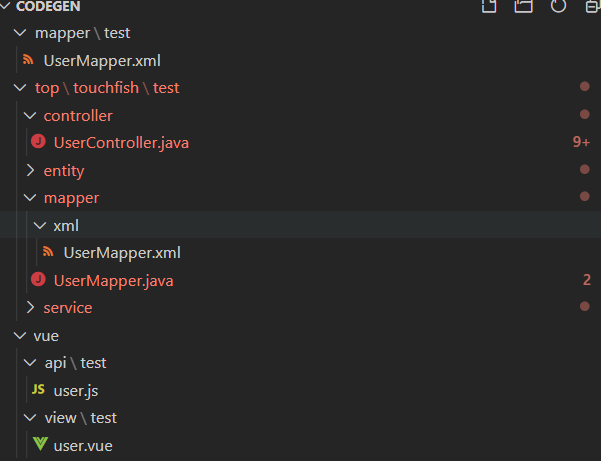 CODEGEN
mapper \ test
UserMapper.xml
top \ touchfish \ test
controller
J UserController.java 9+
entity
mapper
xml
UserMapper.xml
J UserMapper.java 2
service
vue
api \ test
JS user.js
view \ test
user.vue